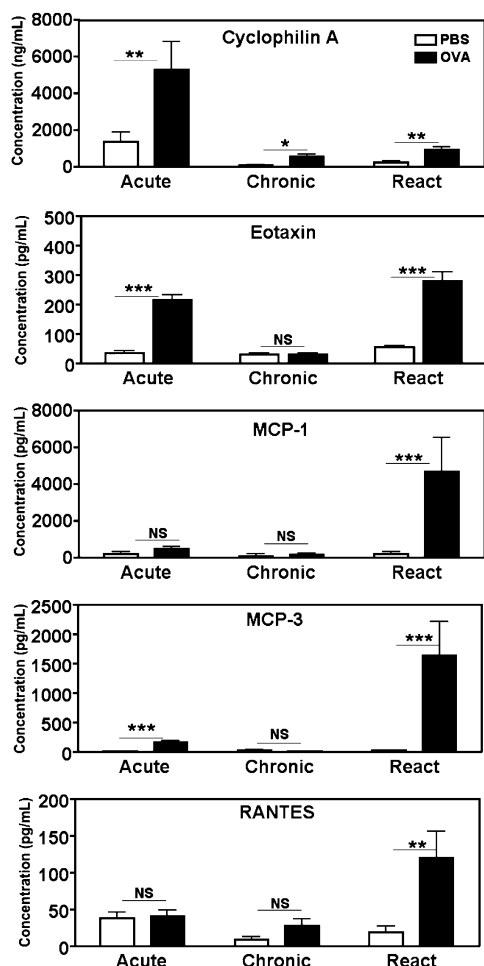 Cyclophilin A
PBS
OVA
Concentration (ng/mL)
8000
6000
4000
2000
0
**
*
**
Acute Chronic React
Eotaxin
Concentration (pg/mL)
500
400
300
200
100
0
***
NS
***
Acute Chronic React
MCP-1
Concentration (pg/mL)
8000
6000
4000
2000
0
NS
NS
***
Acute Chronic React
MCP-3
Concentration (pg/mL)
2500
2000
1500
1000
500
0
***
NS
***
Acute Chronic React
RANTES
Concentration (pg/mL)
200
150
100
50
0
NS
NS
**
Acute Chronic React